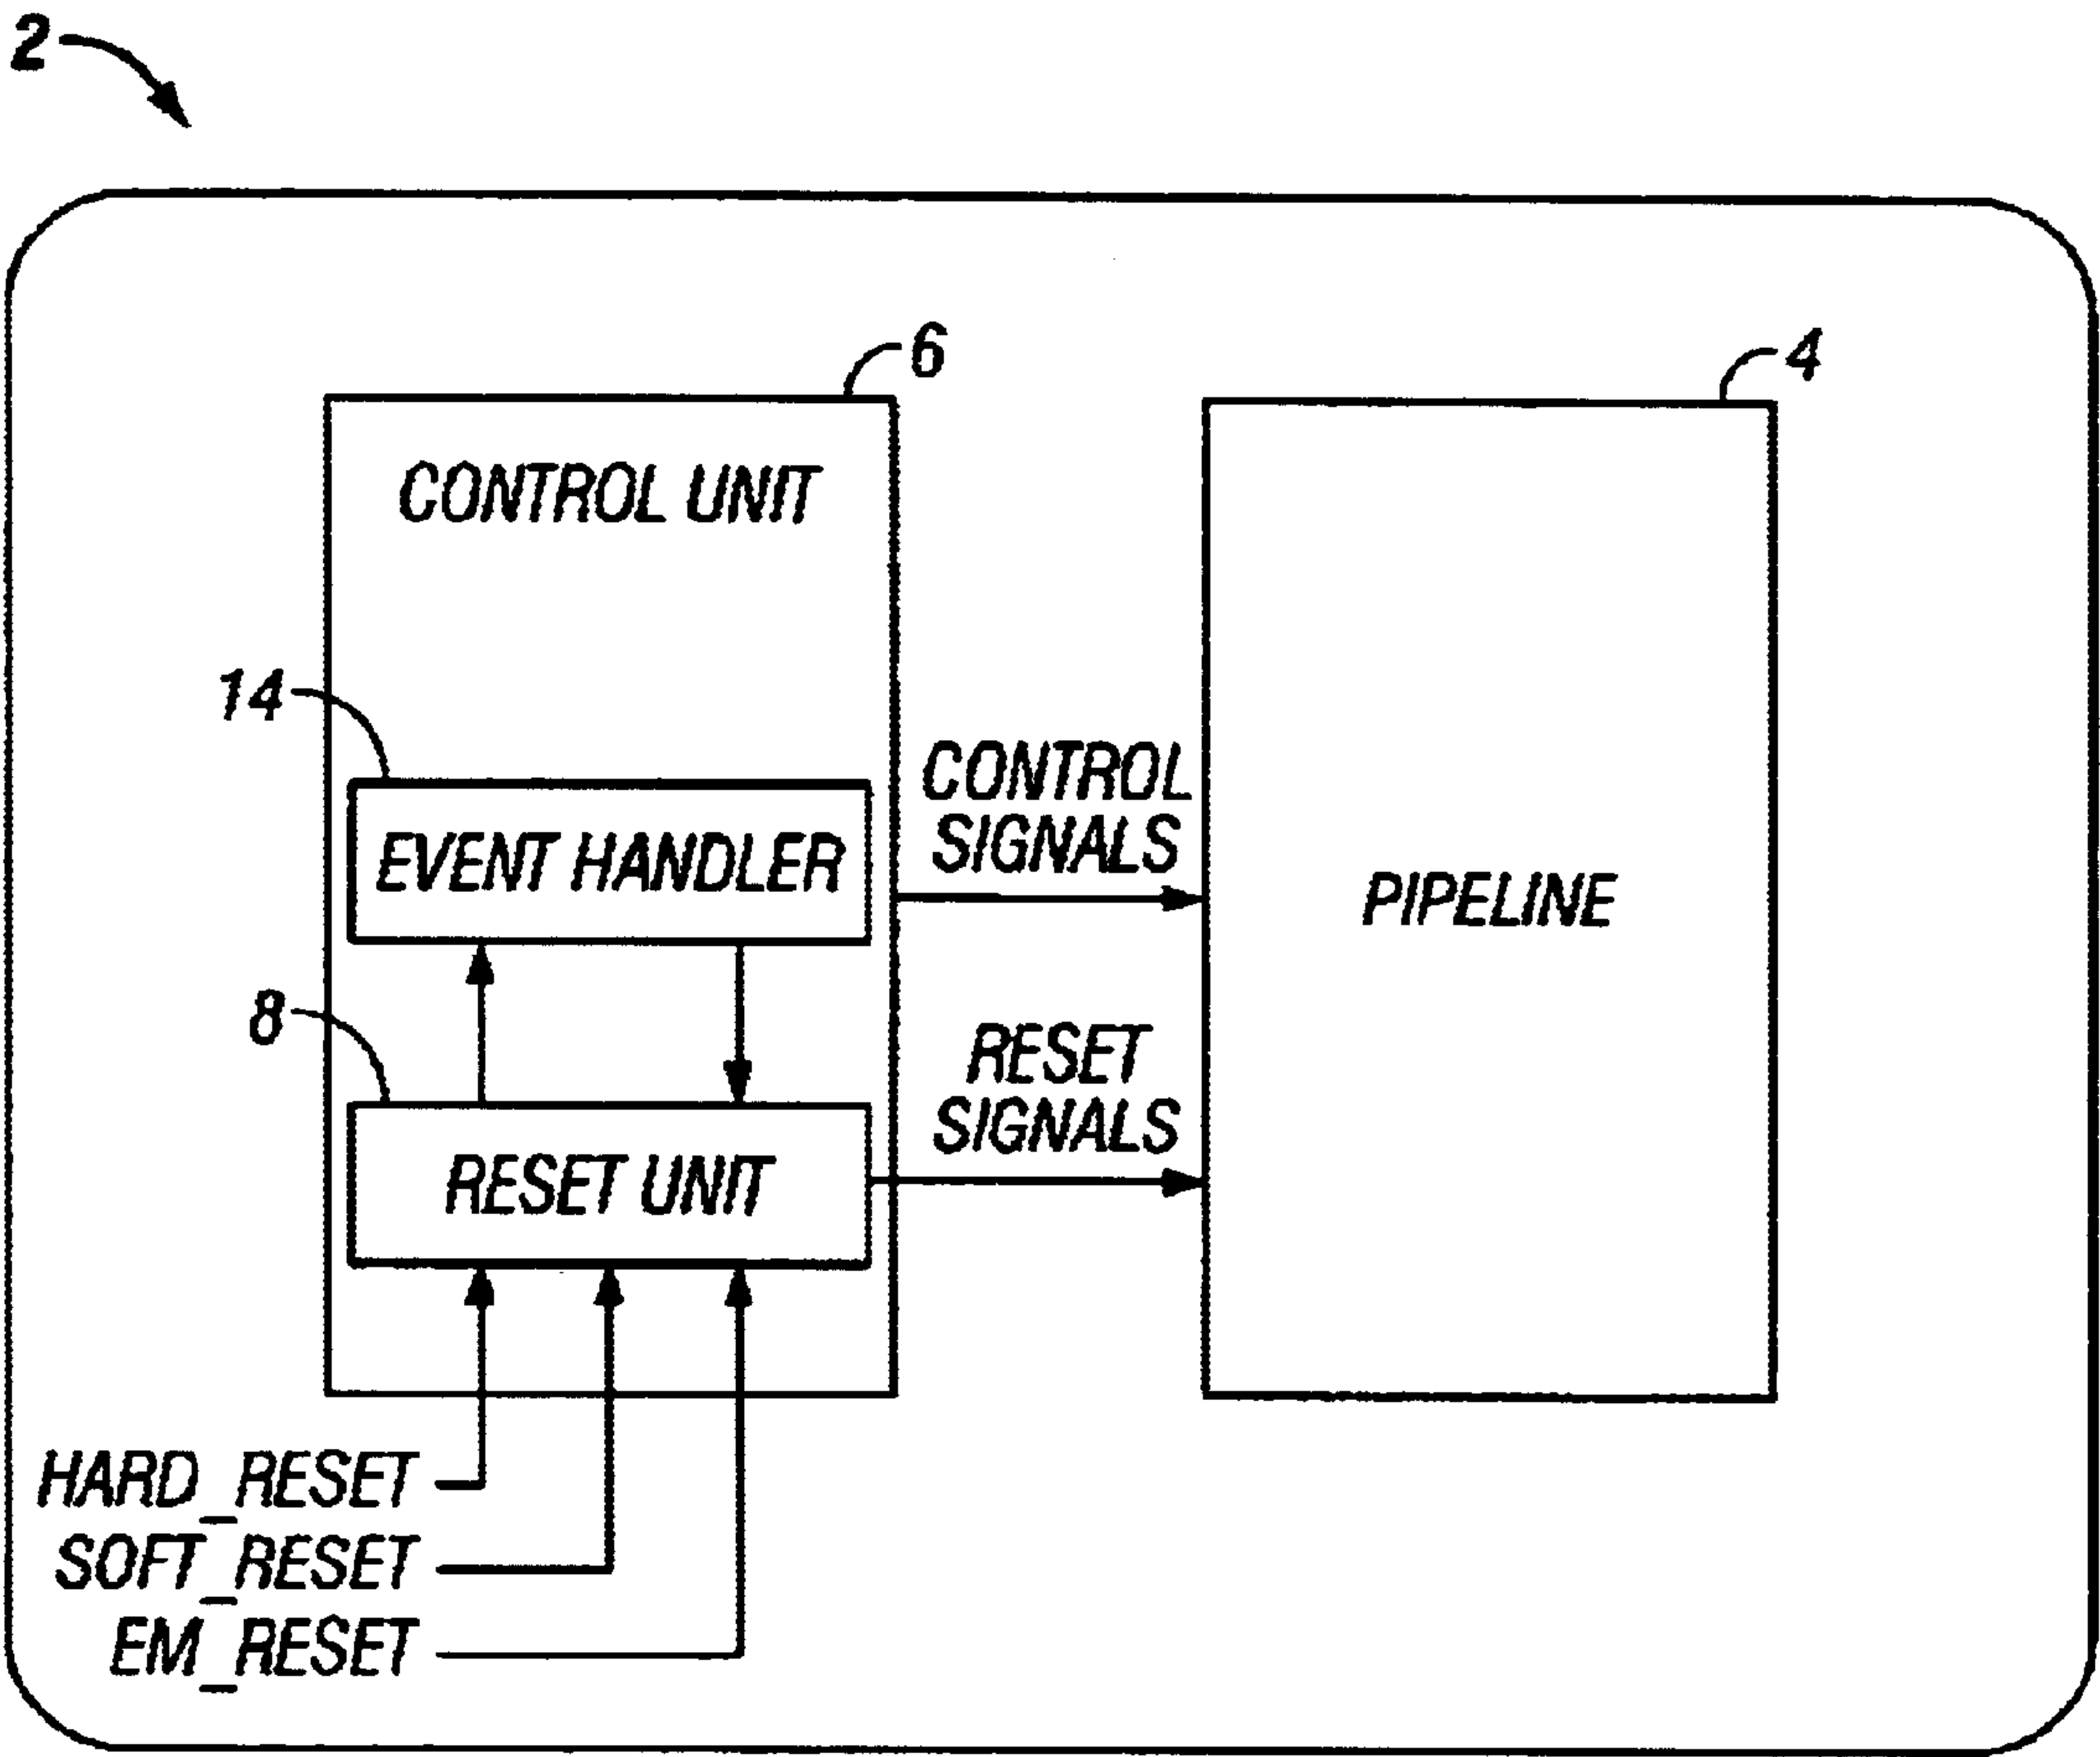 2
6
4
CONTROL UNIT
14
CONTROL
SIGNALS
EVENT HANDLER
PIPELINE
8
RESET
SIGNALS
RESET UNIT
HARD_RESET
SOFT_RESET
EM_RESET